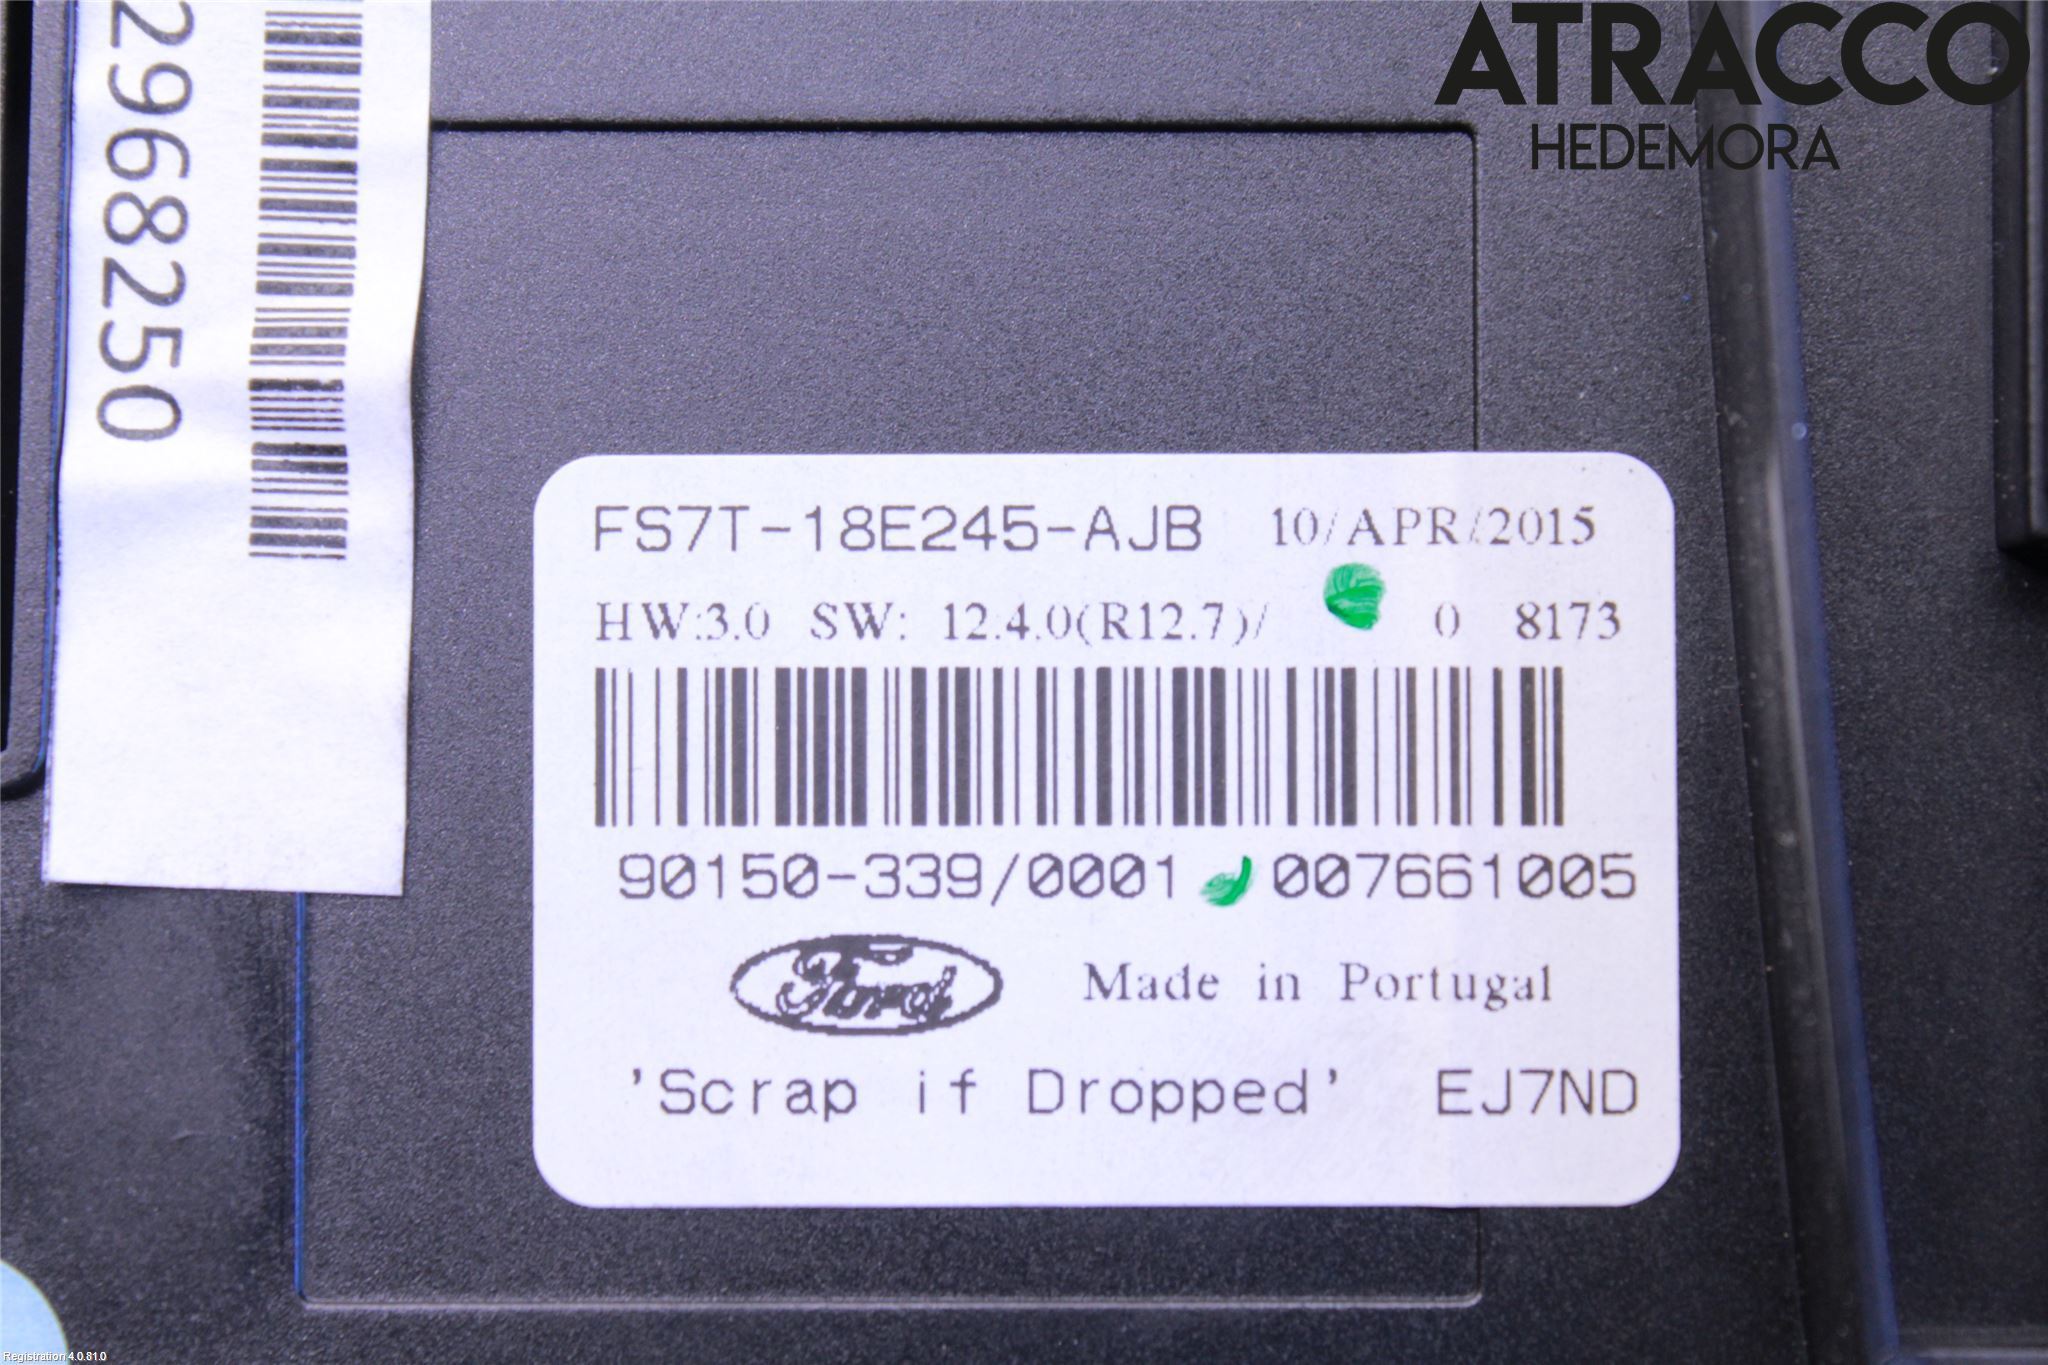 ATRACCO
HEDEMORA
2968250
FS7T-18E245-AJB 10/APR/2015
HW:3.0 SW: 12.4.0(R12.7)/ 0 8173
90150-339/0001 007661005
Ford Made in Portugal
'Scrap if Dropped' EJ7ND
Registration 4.0.81.0